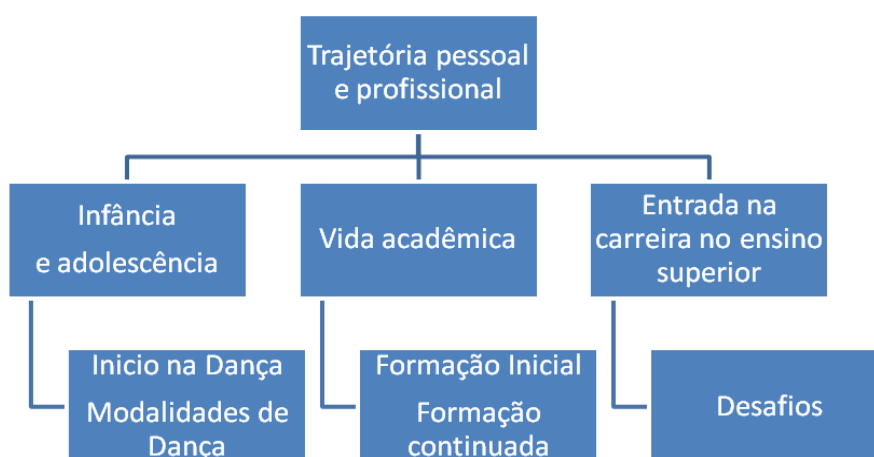 Trajetória pessoal
e profissional
Infância
e adolescência
Vida acadêmica
Entrada na
carreira no ensino
superior
Inicio na Dança
Modalidades de
Dança
Formação Inicial
Formação
continuada
Desafios